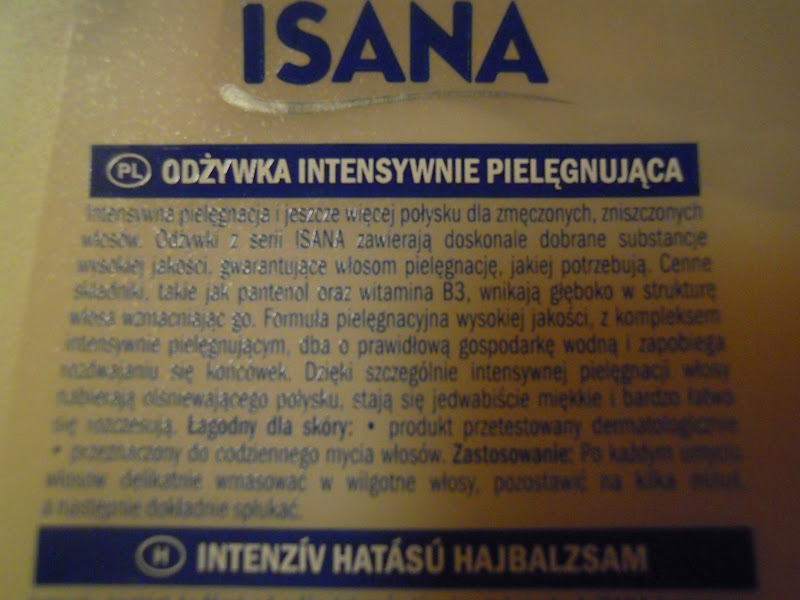 ISANA
PL ODŻYWKA INTENSYWNIE PIELĘGNUJĄCA
Intensywna pielęgnacja i jeszcze więcej połysku dla zmęczonych, zniszczonych
włosów. Odżywki z serii ISANA zawierają doskonale dobrane substancje
wysokiej jakości, gwarantujące włosom pielęgnację, jakiej potrzebują. Cenne
składniki, takie jak pantenol oraz witamina B3, wnikają głęboko w strukturę
włosa wzmacniając go. Formuła pielęgnacyjna wysokiej jakości, z kompleksem
intensywnie pielęgnującym, dba o prawidłową gospodarkę wodną i zapobiega
rozdwajaniu się końcówek. Dzięki szczególnie intensywnej pielęgnacji włosy
nabierają olśniewającego połysku, stają się jedwabiście miękkie i bardzo łatwo
się rozczesują. Łagodny dla skóry: • produkt przetestowany dermatologicznie
• przeznaczony do codziennego mycia włosów. Zastosowanie: Po każdym umyciu
włosów delikatnie wmasować w wilgotne włosy, pozostawić na kilka minut,
a następnie dokładnie spłukać.
H INTENZÍV HATÁSÚ HAJBALZSAM